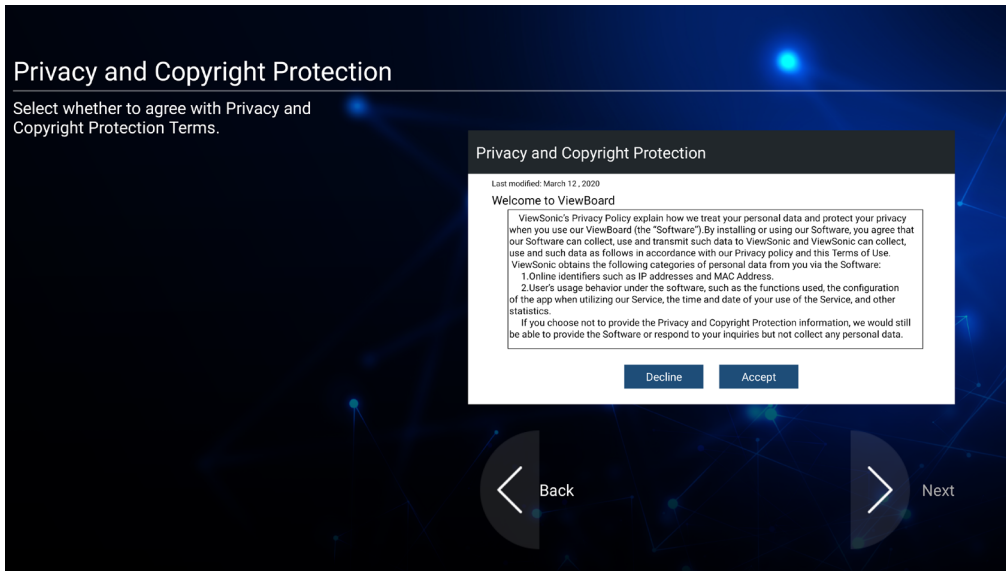 Privacy and Copyright Protection
Select whether to agree with Privacy and
Copyright Protection Terms.
Privacy and Copyright Protection
Last modified: March 12 , 2020
Welcome to ViewBoard
ViewSonic's Privacy Policy explain how we treat your personal data and protect your privacy
when you use our ViewBoard (the “Software”).By installing or using our Software, you agree that
our Software can collect, use and transmit such data to ViewSonic and ViewSonic can collect,
use and such data as follows in accordance with our Privacy policy and this Terms of Use.
ViewSonic obtains the following categories of personal data from you via the Software:
1.Online identifiers such as IP addresses and MAC Address.
2.User's usage behavior under the software, such as the functions used, the configuration
of the app when utilizing our Service, the time and date of your use of the Service, and other
statistics.
If you choose not to provide the Privacy and Copyright Protection information, we would still
be able to provide the Software or respond to your inquiries but not collect any personal data.
Decline Accept
Back Next